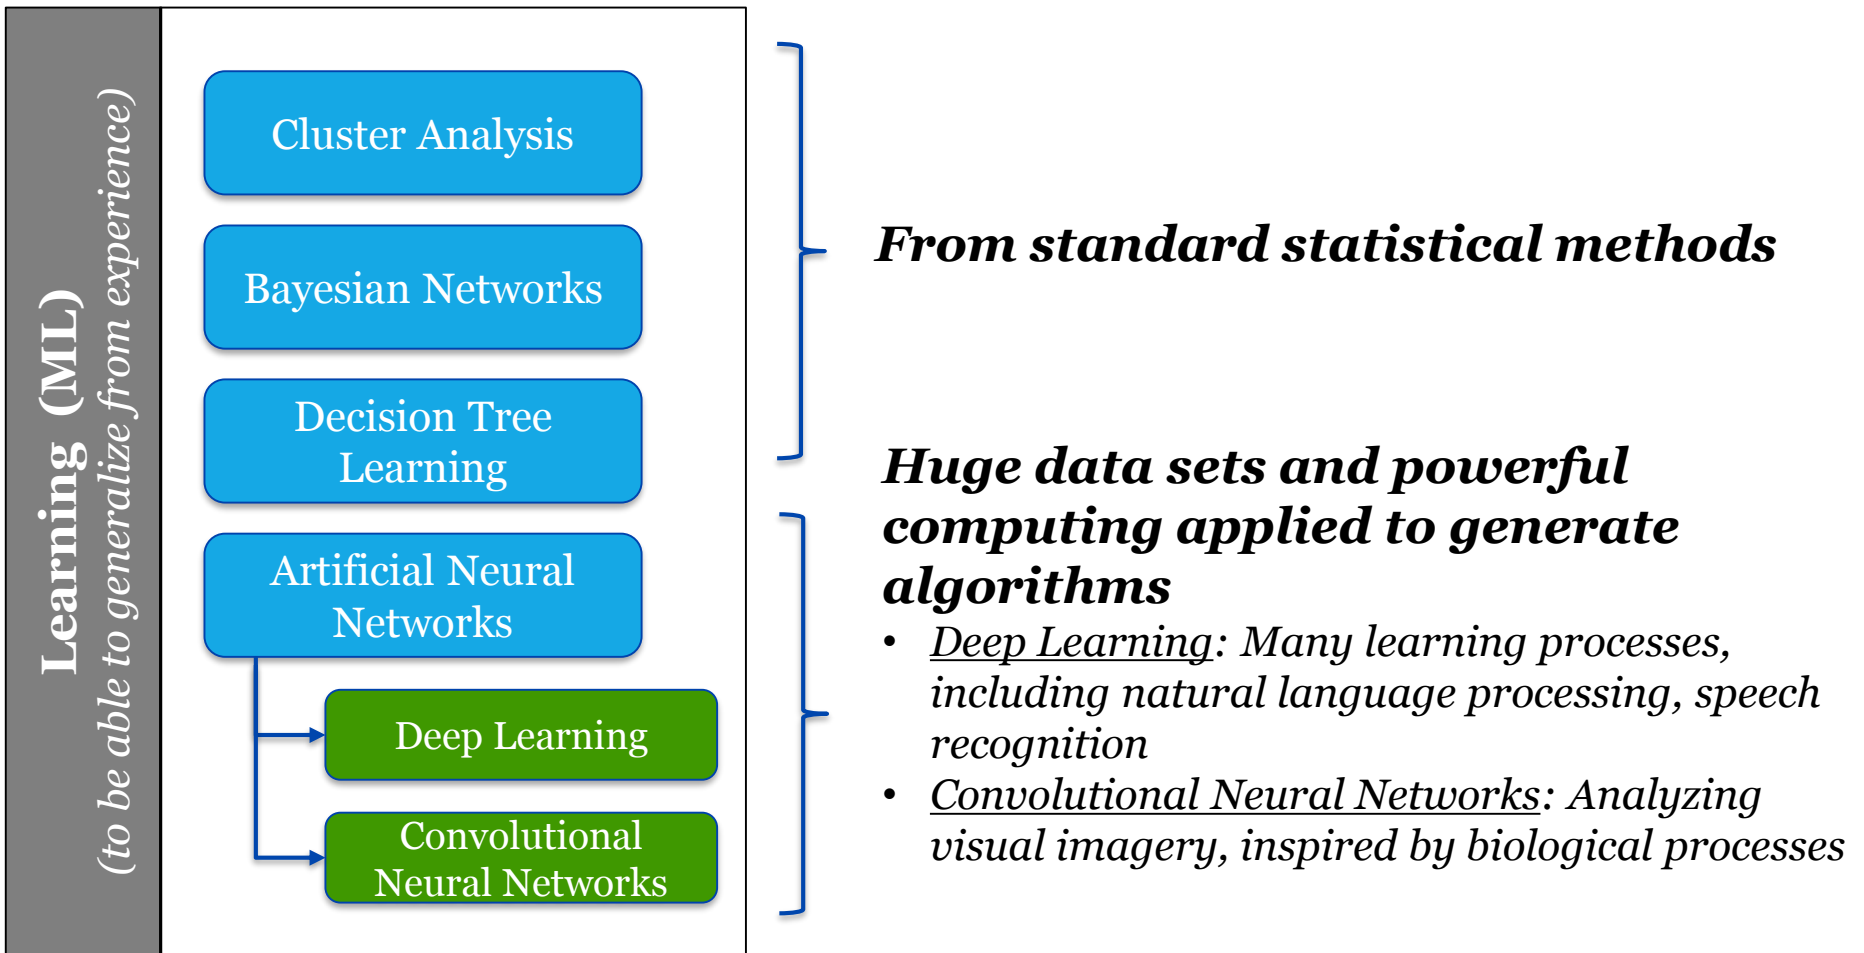 Learning (ML)
(to be able to generalize from experience)
Cluster Analysis
Bayesian Networks
Decision Tree
Learning
Artificial Neural
Networks
Deep Learning
Convolutional
Neural Networks
From standard statistical methods
Huge data sets and powerful
computing applied to generate
algorithms
• Deep Learning: Many learning processes,
including natural language processing, speech
recognition
• Convolutional Neural Networks: Analyzing
visual imagery, inspired by biological processes